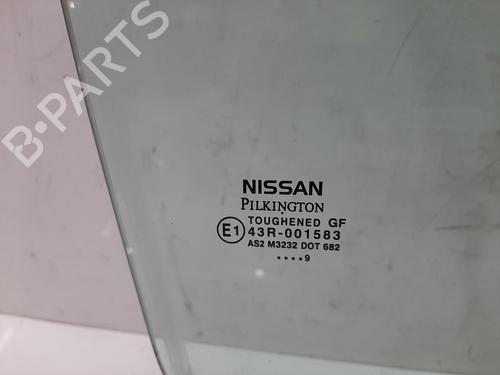 B-PARTS
NISSAN
PILKINGTON
TOUGHENED GF
E1 43R-001583
AS2 M3232 DOT 682
....9